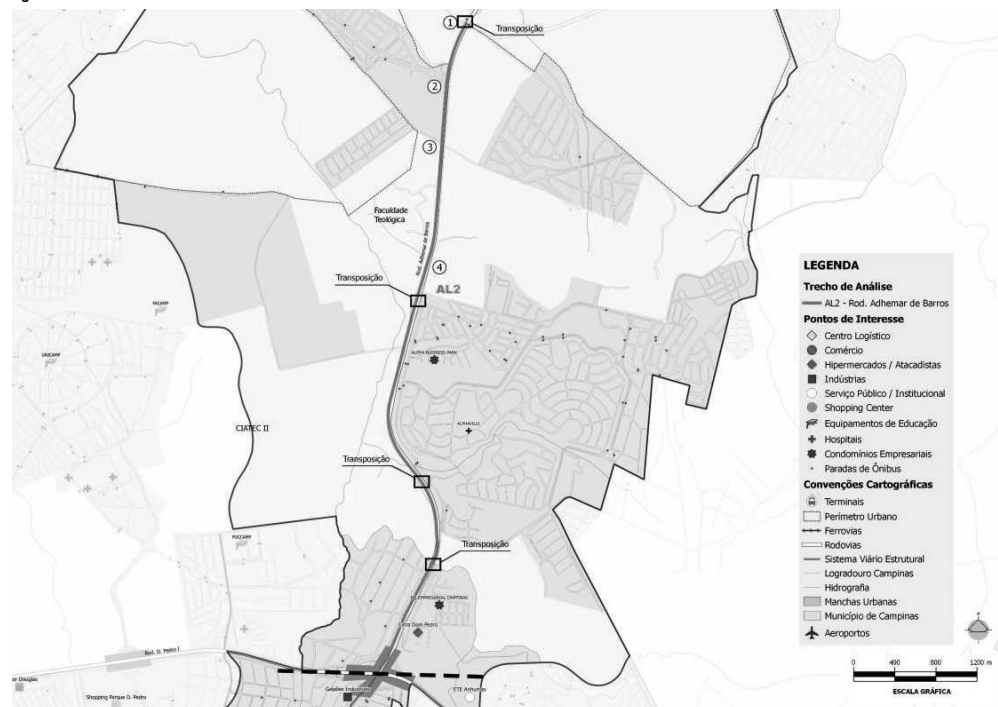 1
Transposição
2
3
Faculdade
Teológica
Rod. Adhemar de Barros
4
Transposição
AL2
FACAMP
UNICAMP
ALPHA BUSINESS PARK
CIATEC II
ALPHAVILLE
Transposição
Transposição
PUCCAMP
Rod. D. Pedro I
Shopping Parque D. Pedro
Galpões Industriais
LEGENDA
Trecho de Análise
AL2 - Rod. Adhemar de Barros
Pontos de Interesse
Centro Logístico
Comércio
Hipermercados / Atacadistas
Indústrias
Serviço Público / Institucional
Shopping Center
Equipamentos de Educação
Hospitais
Condomínios Empresariais
Paradas de Ônibus
Convenções Cartográficas
Terminais
Perímetro Urbano
Ferrovias
Rodovias
Sistema Viário Estrutural
Logradouro Campinas
Hidrografia
Manchas Urbanas
Município de Campinas
Aeroportos
0 400 800 1200 m
ESCALA GRÁFICA